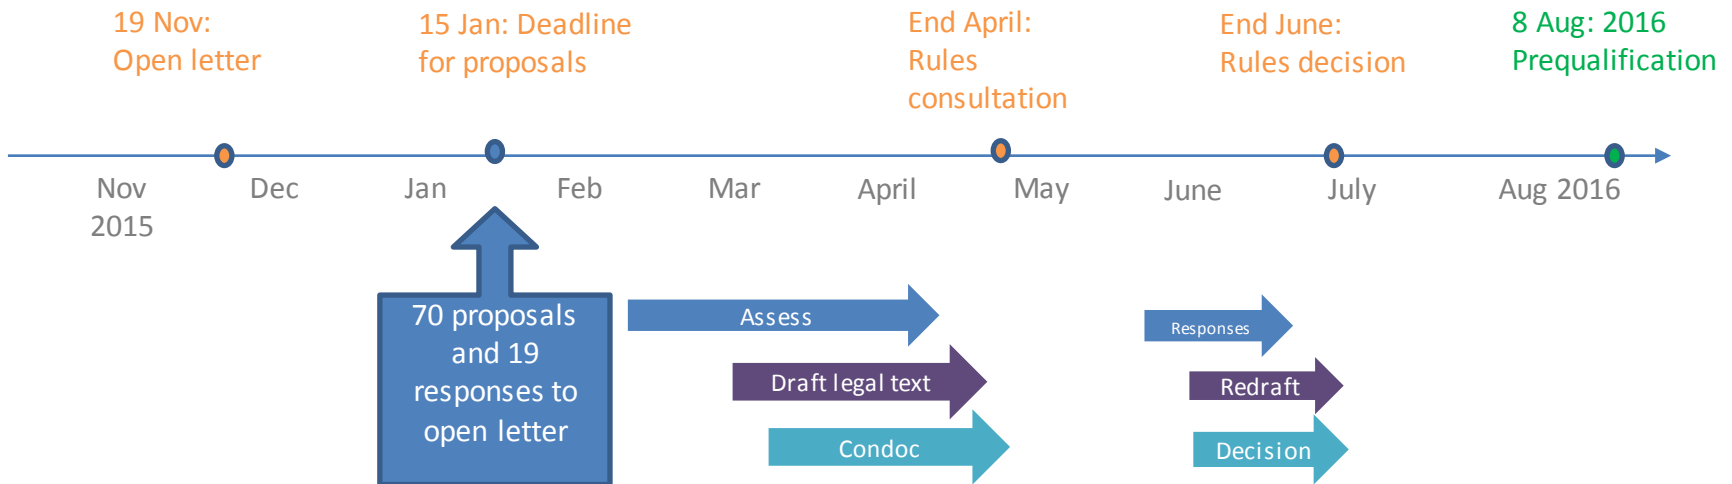 19 Nov:
Open letter
15 Jan: Deadline
for proposals
End April:
Rules
consultation
End June:
Rules decision
8 Aug: 2016
Prequalification
Nov
2015
Dec
Jan
Feb
Mar
April
May
June
July
Aug 2016
70 proposals
and 19
responses to
open letter
Assess
Draft legal text
Condoc
Responses
Redraft
Decision